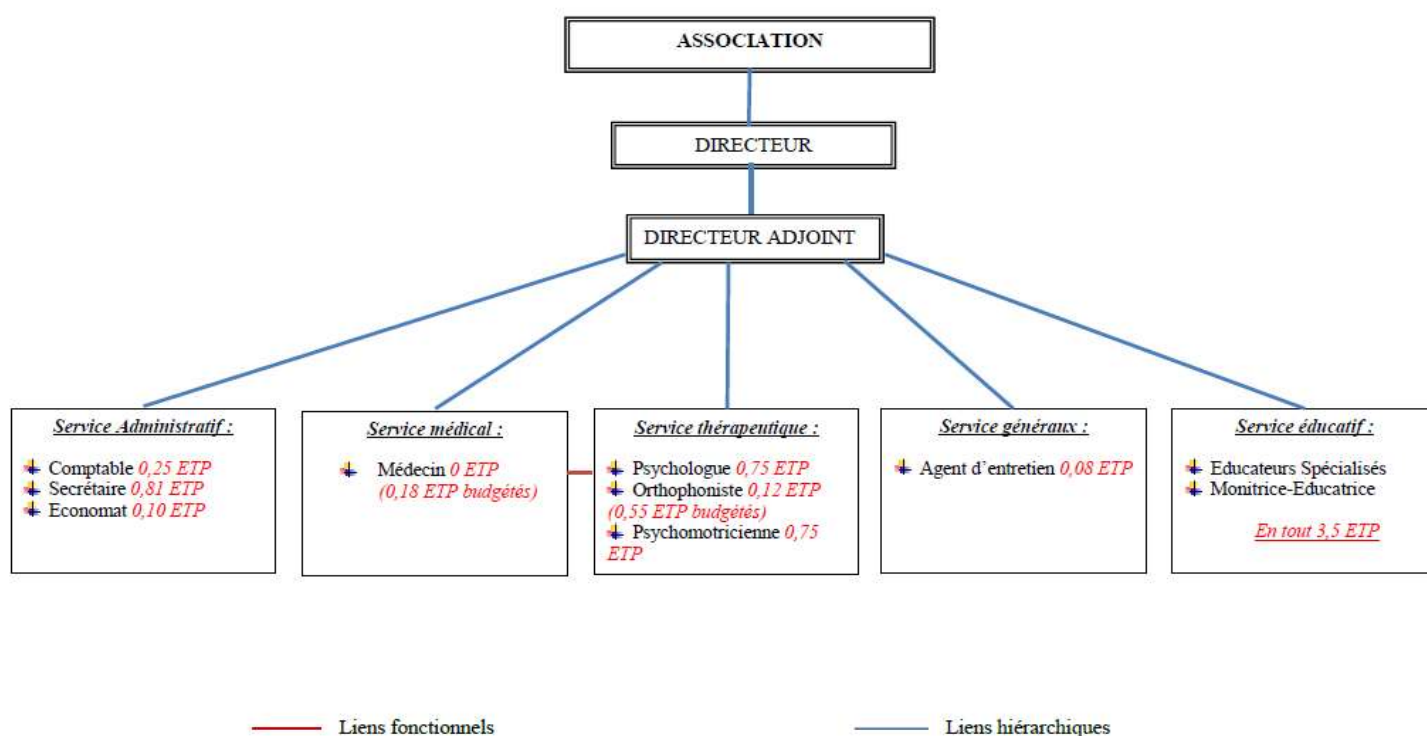 ASSOCIATION
DIRECTEUR
DIRECTEUR ADJOINT
Service Administratif :
Comptable 0,25 ETP
Secrétaire 0,81 ETP
Economat 0,10 ETP
Service médical :
Médecin 0 ETP
(0,18 ETP budgétés)
Service thérapeutique :
Psychologue 0,75 ETP
Orthophoniste 0,12 ETP
(0,55 ETP budgétés)
Psychomotricienne 0,75
ETP
Service généraux :
Agent d'entretien 0,08 ETP
Service éducatif :
Educateurs Spécialisés
Monitrice-Educatrice
En tout 3,5 ETP
Liens fonctionnels
Liens hiérarchiques